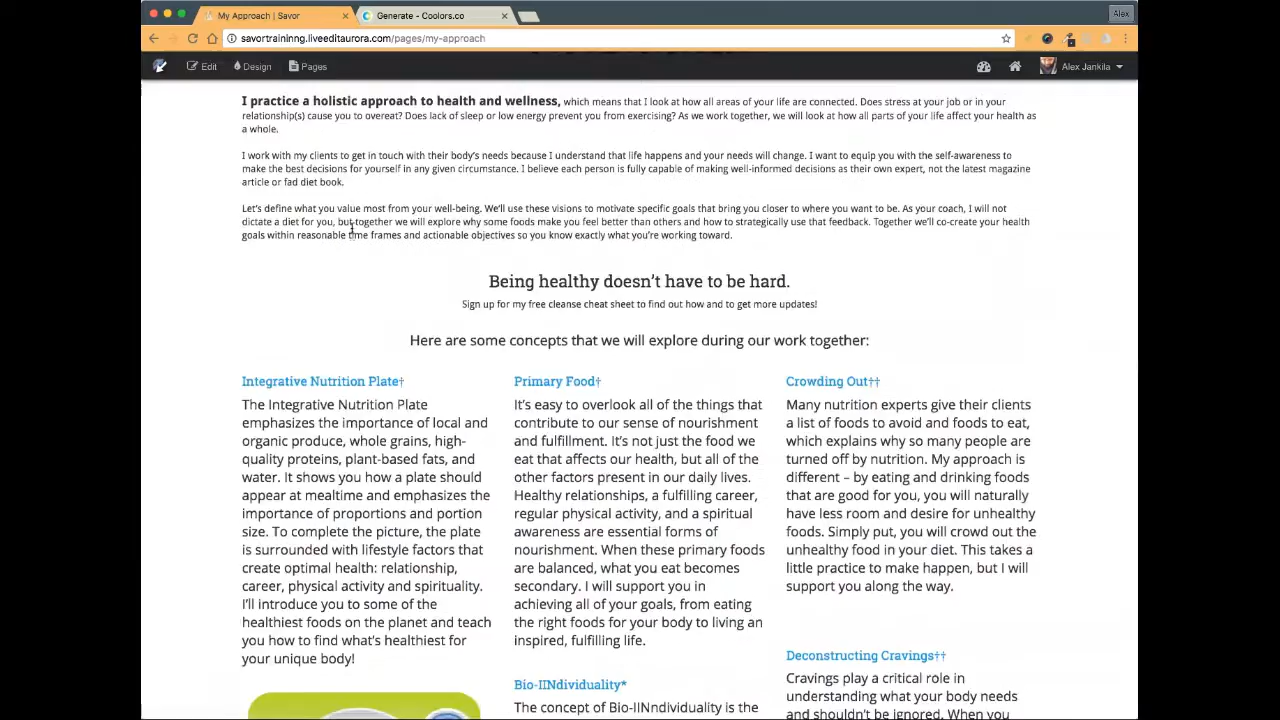 My Approach | Savor
Generate - Coolors.co
Alex
savortraininng.liveeditaurora.com/pages/my-approach
Edit
Design
Pages
Alex Jankila
I practice a holistic approach to health and wellness, which means that I look at how all areas of your life are connected. Does stress at your job or in your
relationship(s) cause you to overeat? Does lack of sleep or low energy prevent you from exercising? As we work together, we will look at how all parts of your life affect your health as
a whole.
I work with my clients to get in touch with their body's needs because I understand that life happens and your needs will change. I want to equip you with the self-awareness to
make the best decisions for yourself in any given circumstance. I believe each person is fully capable of making well-informed decisions as their own expert, not the latest magazine
article or fad diet book.
Let's define what you value most from your well-being. We'll use these visions to motivate specific goals that bring you closer to where you want to be. As your coach, I will not
dictate a diet for you, but together we will explore why some foods make you feel better than others and how to strategically use that feedback. Together we'll co-create your health
goals within reasonable time frames and actionable objectives so you know exactly what you're working toward.
Being healthy doesn't have to be hard.
Sign up for my free cleanse cheat sheet to find out how and to get more updates!
Here are some concepts that we will explore during our work together:
Integrative Nutrition Plate†
The Integrative Nutrition Plate
emphasizes the importance of local and
organic produce, whole grains, high-
quality proteins, plant-based fats, and
water. It shows you how a plate should
appear at mealtime and emphasizes the
importance of proportions and portion
size. To complete the picture, the plate
is surrounded with lifestyle factors that
create optimal health: relationship,
career, physical activity and spirituality.
I'll introduce you to some of the
healthiest foods on the planet and teach
you how to find what's healthiest for
your unique body!
Primary Food†
It's easy to overlook all of the things that
contribute to our sense of nourishment
and fulfillment. It's not just the food we
eat that affects our health, but all of the
other factors present in our daily lives.
Healthy relationships, a fulfilling career,
regular physical activity, and a spiritual
awareness are essential forms of
nourishment. When these primary foods
are balanced, what you eat becomes
secondary. I will support you in
achieving all of your goals, from eating
the right foods for your body to living an
inspired, fulfilling life.
Bio-IINdividuality*
The concept of Bio-IINdividuality is the
Crowding Out††
Many nutrition experts give their clients
a list of foods to avoid and foods to eat,
which explains why so many people are
turned off by nutrition. My approach is
different – by eating and drinking foods
that are good for you, you will naturally
have less room and desire for unhealthy
foods. Simply put, you will crowd out the
unhealthy food in your diet. This takes a
little practice to make happen, but I will
support you along the way.
Deconstructing Cravings††
Cravings play a critical role in
understanding what your body needs
and shouldn't be ignored. When you